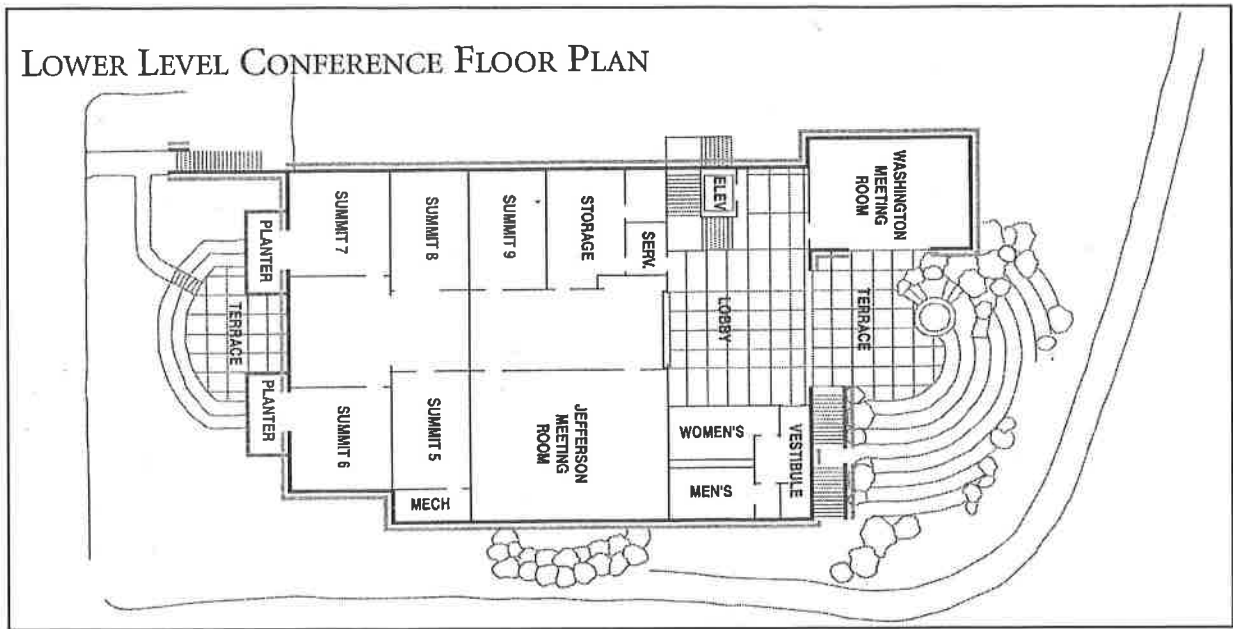 LOWER LEVEL CONFERENCE FLOOR PLAN
WASHINGTON
MEETING
ROOM
ELEV
SUMMIT 7
SUMMIT 8
SUMMIT 9
STORAGE
SERV.
PLANTER
LOBBY
TERRACE
TERRACE
PLANTER
SUMMIT 6
SUMMIT 5
JEFFERSON
MEETING
ROOM
WOMEN'S
VESTIBULE
MECH
MEN'S